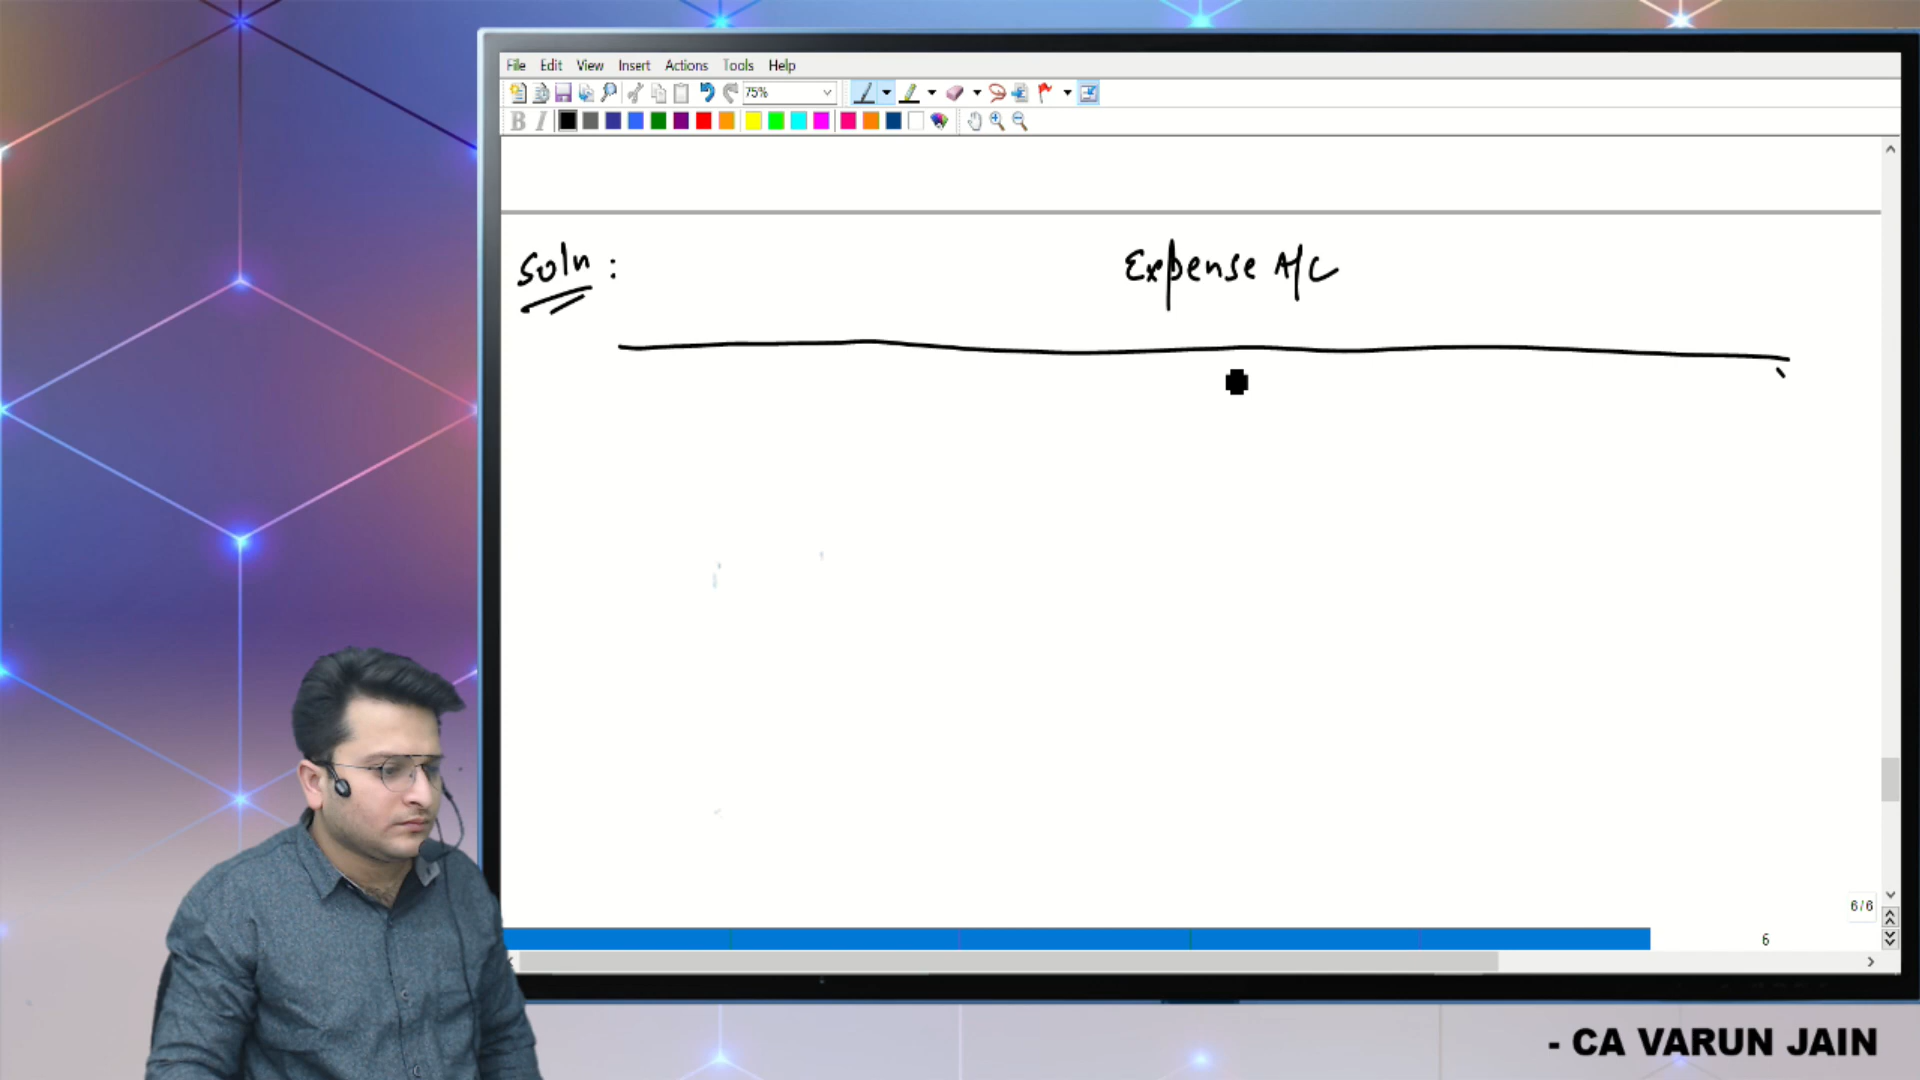 File Edit View Insert Actions Tools Help
75%
B I
Soln :
Expense A/C
6/6
6
- CA VARUN JAIN